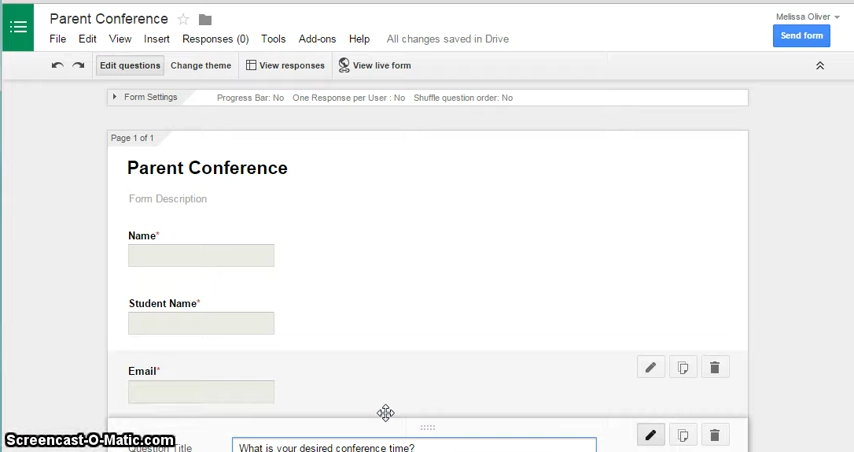 Parent Conference
Melissa Oliver
File Edit View Insert Responses (0) Tools Add-ons Help All changes saved in Drive
Send form
Edit questions Change theme View responses View live form
Form Settings Progress Bar: No One Response per User : No Shuffle question order: No
Page 1 of 1
Parent Conference
Form Description
Name*
Student Name*
Email*
Screencast-O-Matic.com
Question Title What is your desired conference time?